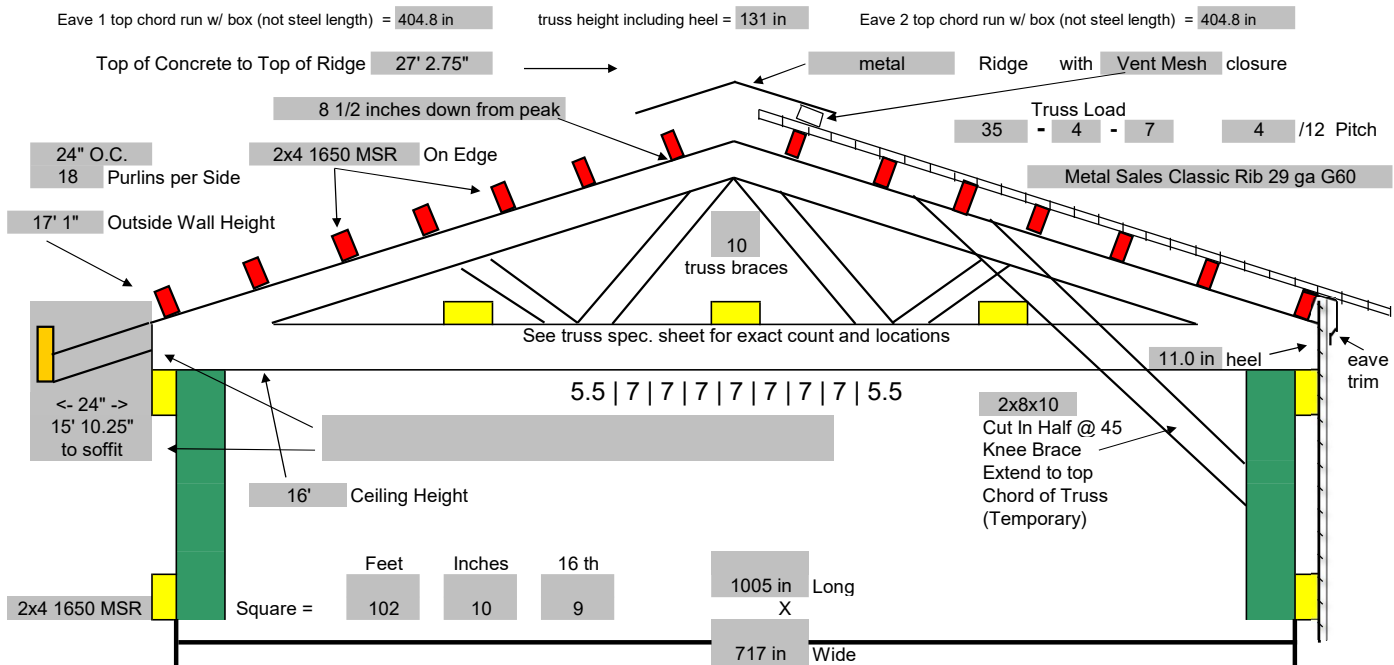 Eave 1 top chord run w/ box (not steel length) = 404.8 in
truss height including heel = 131 in
Eave 2 top chord run w/ box (not steel length) = 404.8 in
Top of Concrete to Top of Ridge 27' 2.75"
metal Ridge with Vent Mesh closure
8 1/2 inches down from peak
Truss Load
35 - 4 - 7 4 /12 Pitch
24" O.C.
18 Purlins per Side
2x4 1650 MSR On Edge
Metal Sales Classic Rib 29 ga G60
17' 1" Outside Wall Height
10
truss braces
See truss spec. sheet for exact count and locations
11.0 in heel
eave
trim
5.5 | 7 | 7 | 7 | 7 | 7 | 7 | 7 | 5.5
<- 24" ->
15' 10.25"
to soffit
2x8x10
Cut In Half @ 45
Knee Brace
Extend to top
Chord of Truss
(Temporary)
16' Ceiling Height
Feet Inches 16 th
2x4 1650 MSR
Square = 102 10 9
1005 in Long
X
717 in Wide